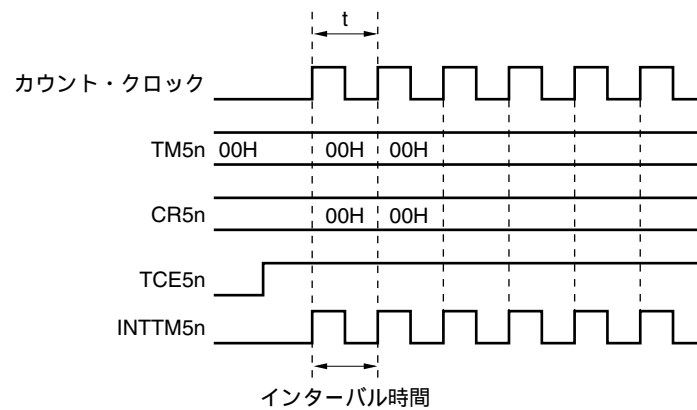 t
カウント・クロック
TM5n 00H 00H 00H
CR5n 00H 00H
TCE5n
INTTM5n
インターバル時間